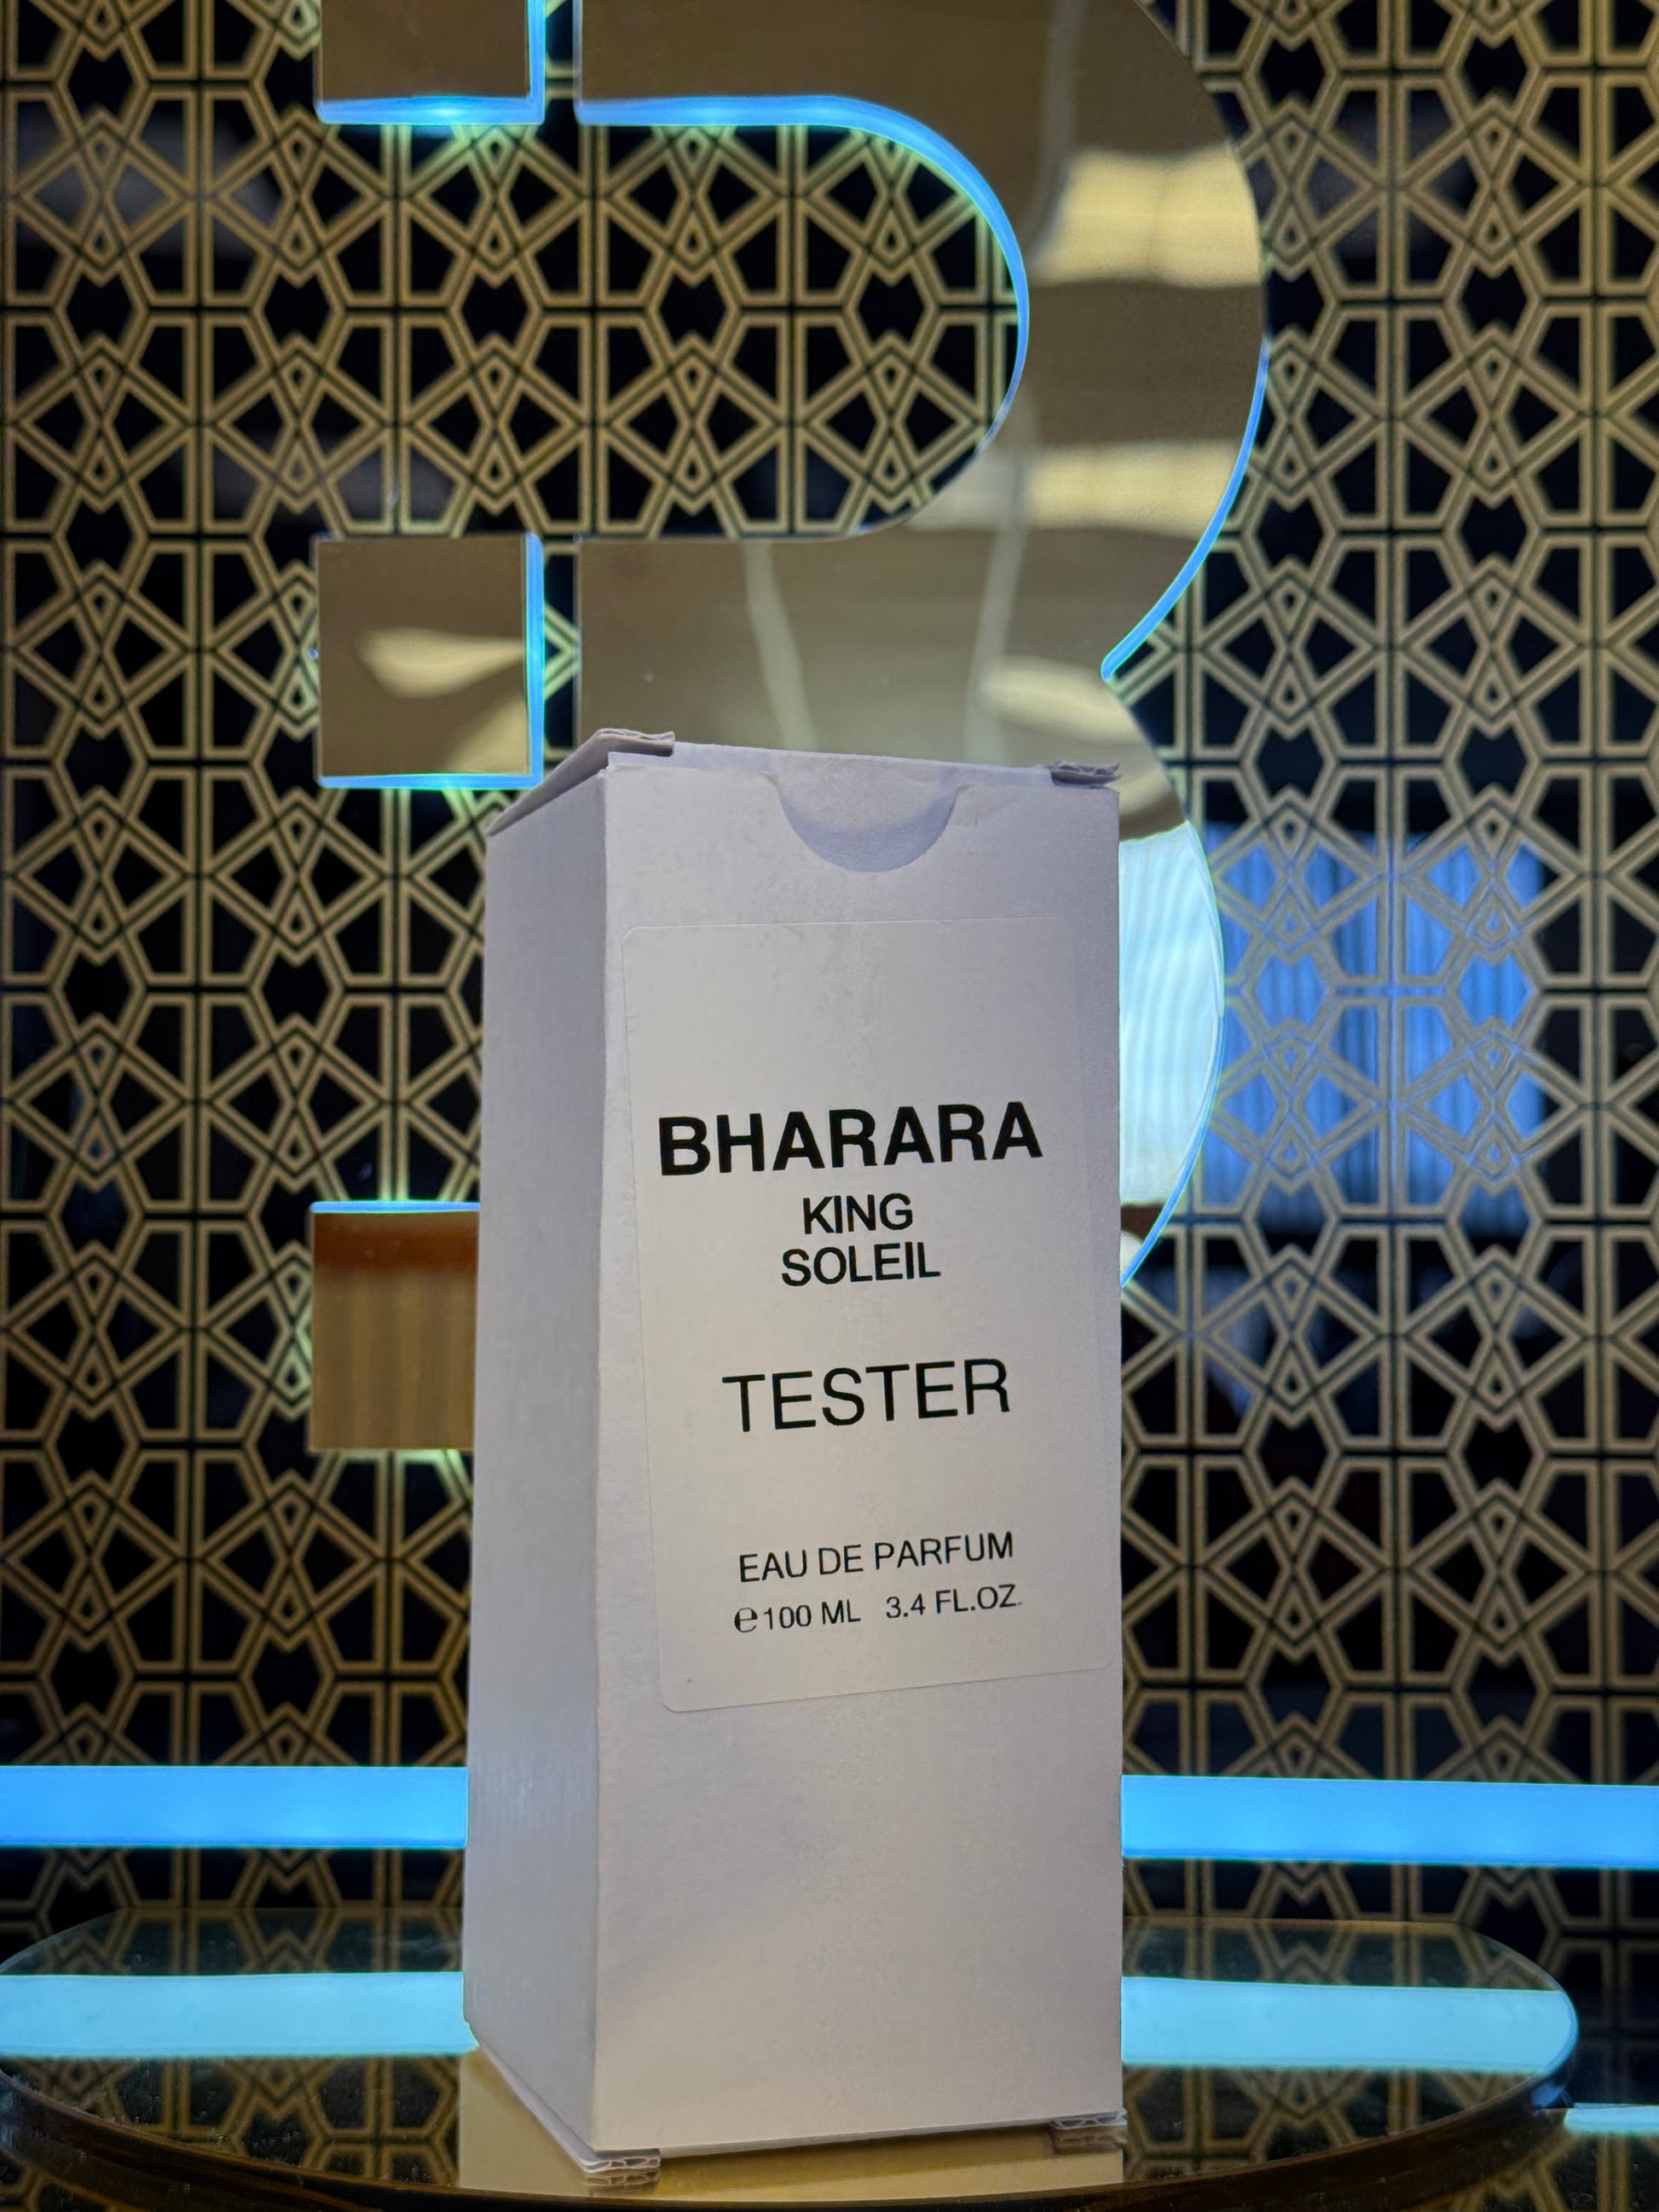 BHARARA
KING
SOLEIL
TESTER
EAU DE PARFUM
℮100 ML 3.4 FL.OZ.